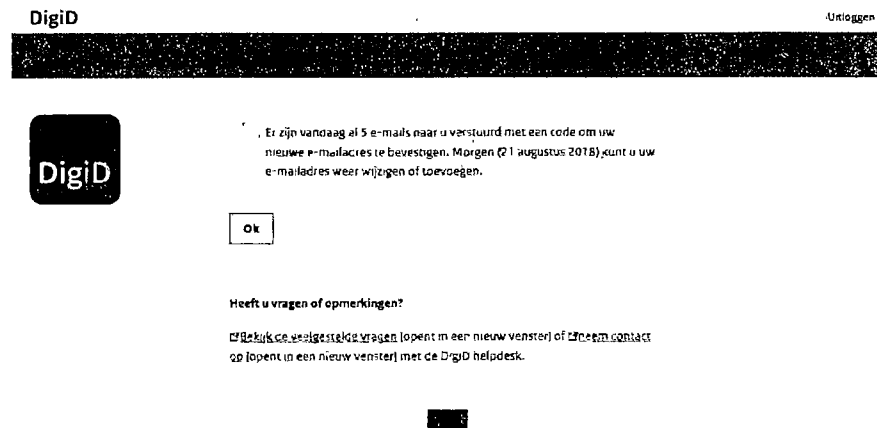 DigiD
Uitloggen
DigiD
Er zijn vandaag al 5 e-mails naar u verstuurd met een code om uw
nieuwe e-mailadres te bevestigen. Morgen (21 augustus 2018) kunt u uw
e-mailadres weer wijzigen of toevoegen.
Ok
Heeft u vragen of opmerkingen?
Bekijk de veelgestelde vragen [opent in een nieuw venster] of neem contact
op [opent in een nieuw venster] met de DigiD helpdesk.